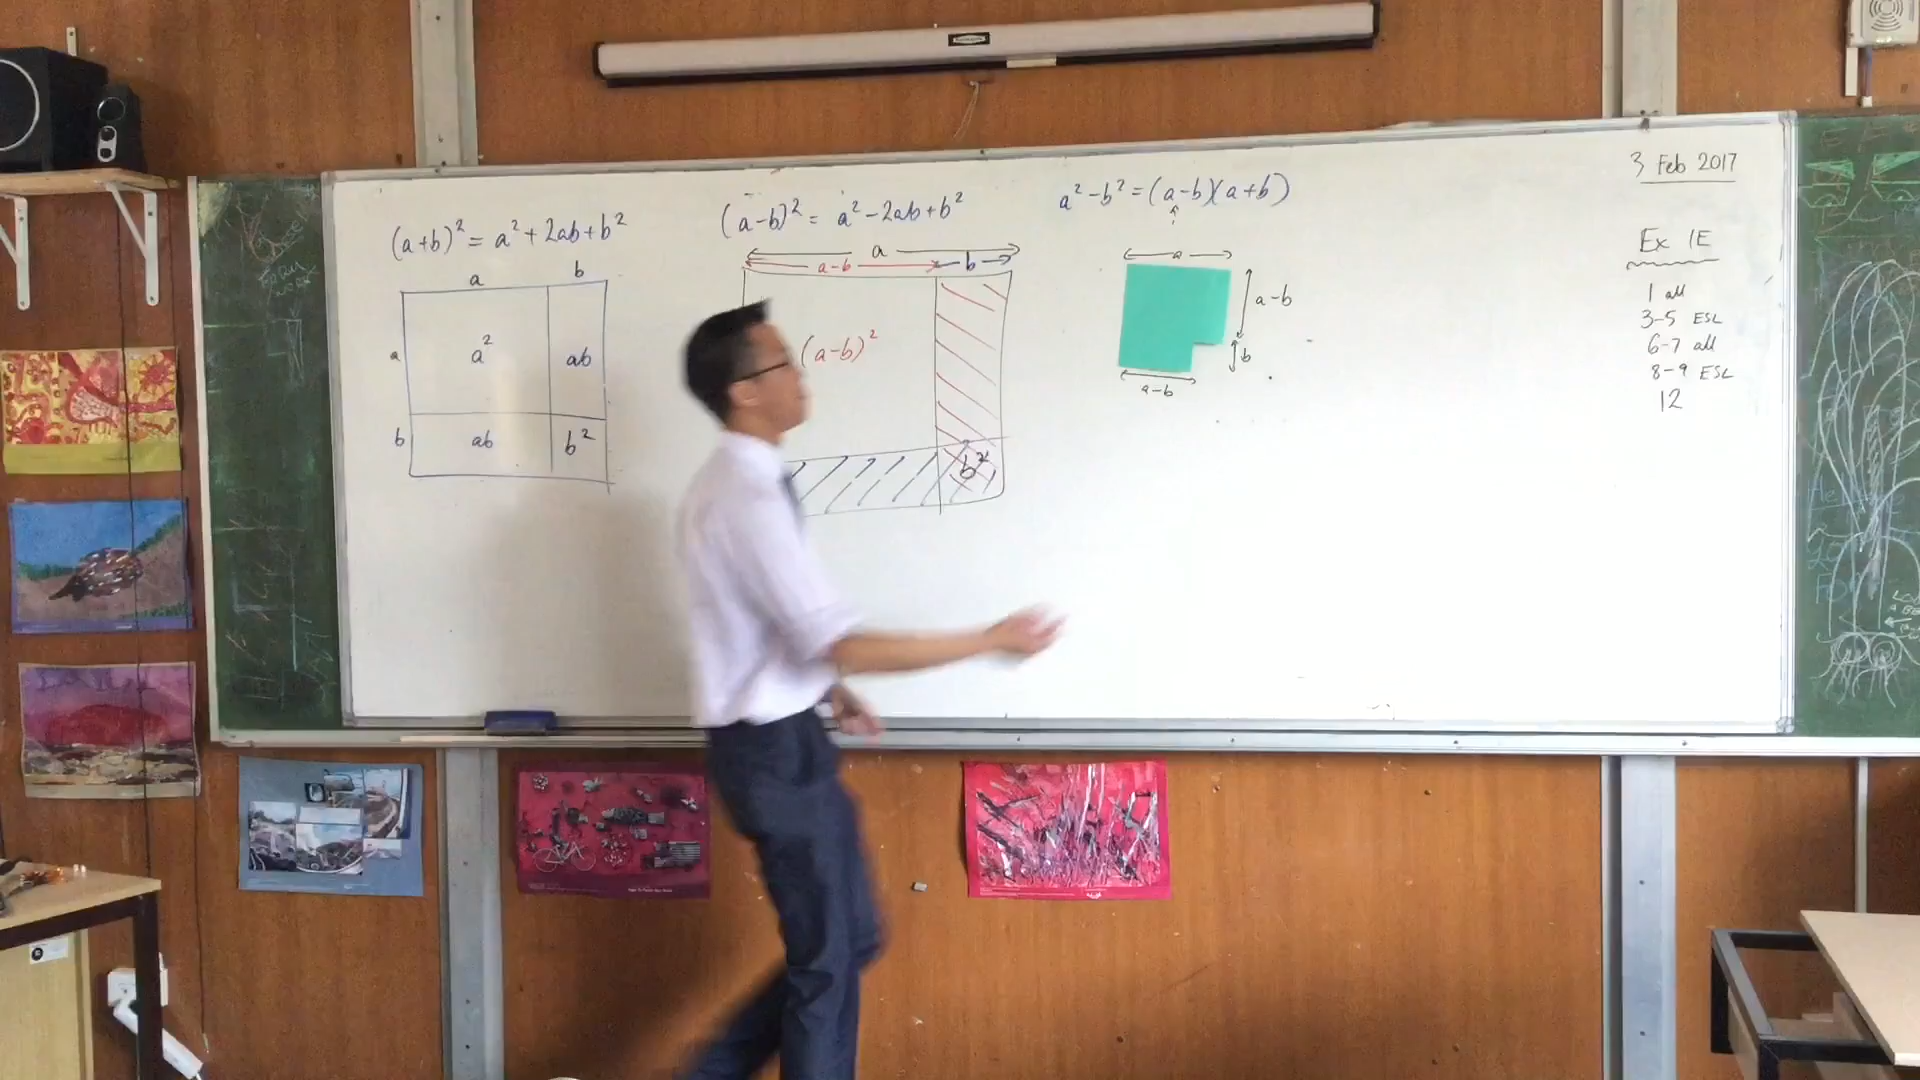 (a+b)² = a² + 2ab + b²
a
b
a
a²
ab
b
ab
b²
(a-b)² = a² - 2ab + b²
a
a-b
b
(a-b)²
b²
a² - b² = (a-b)(a+b)
a
a-b
b
a-b
3 Feb 2017
Ex 1E
1 all
3-5 ESL
6-7 all
8-9 ESL
12